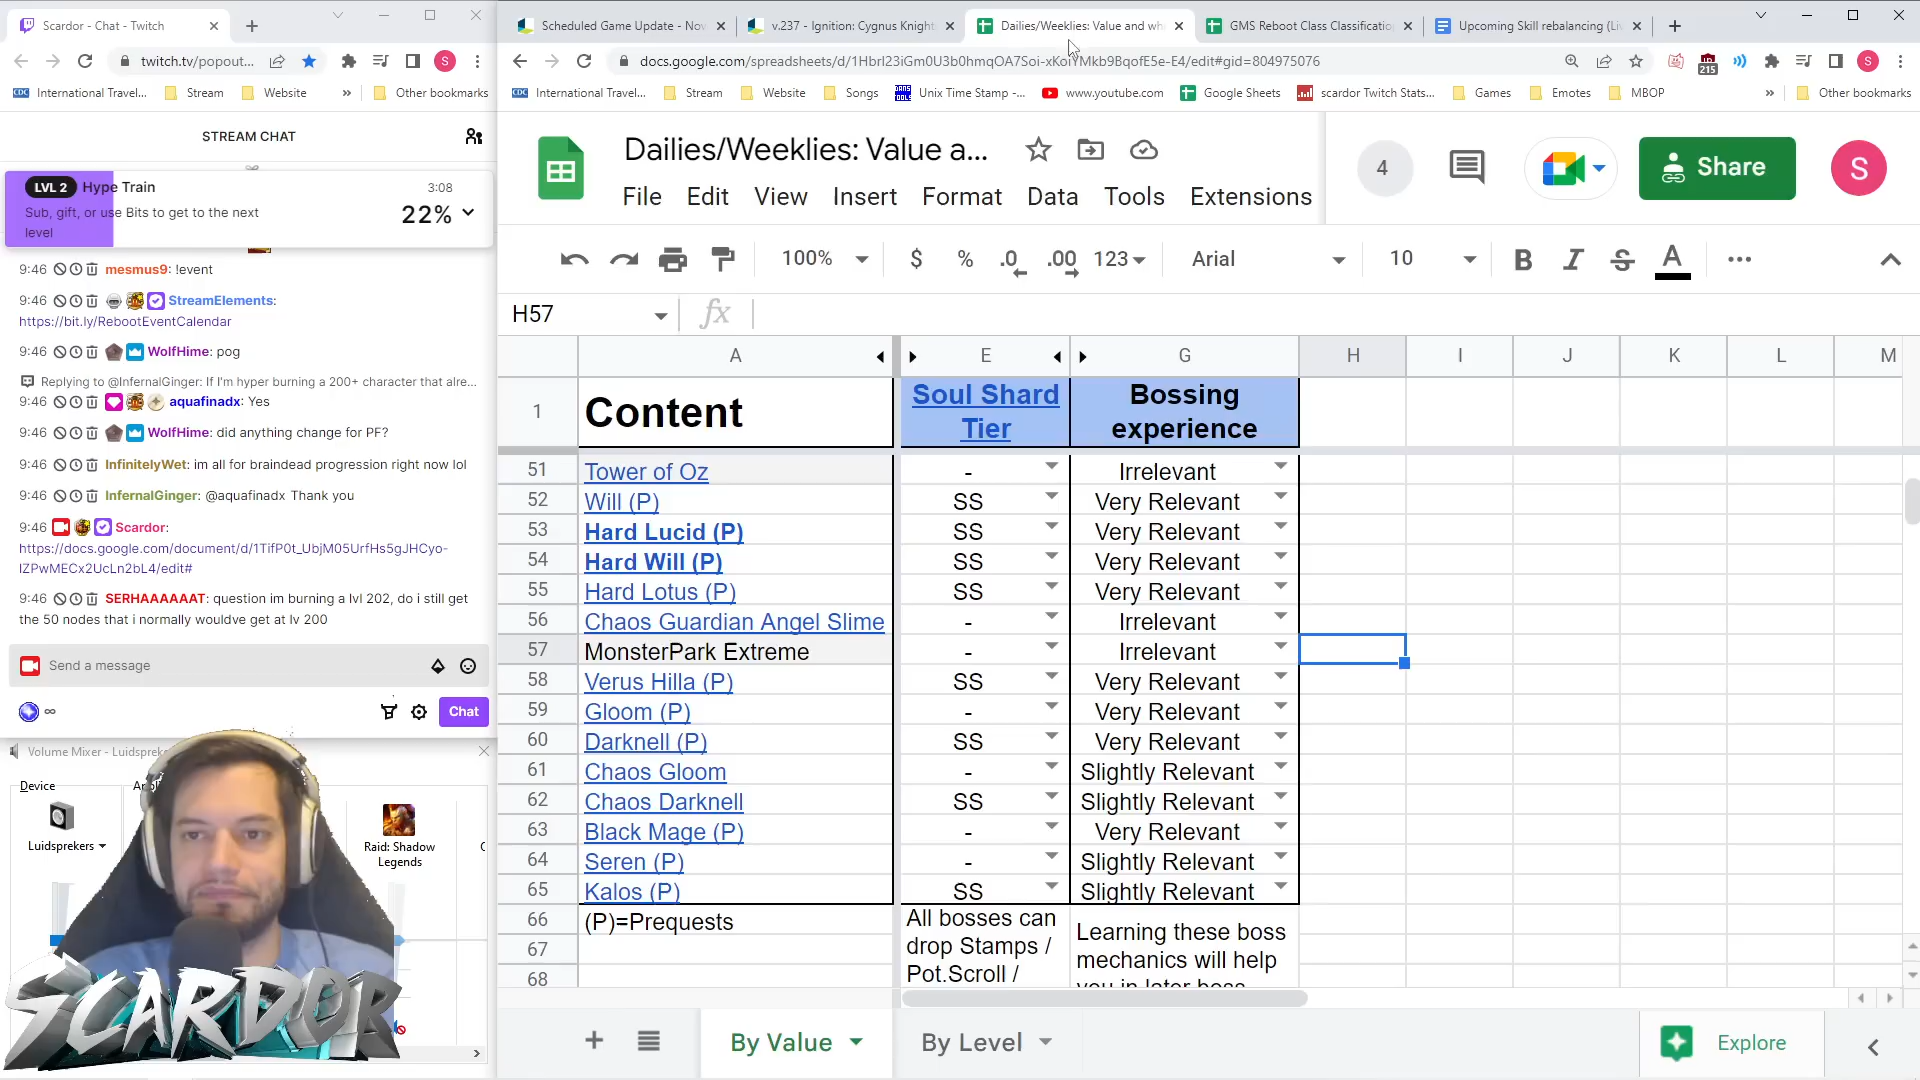 Scardor - Chat - Twitch
Scheduled Game Update - Nov
v.237 - Ignition: Cygnus Knight
Dailies/Weeklies: Value and wh
GMS Reboot Class Classificatio
Upcoming Skill rebalancing (Li
twitch.tv/popout...
S
docs.google.com/spreadsheets/d/1HbrI23iGm0U3b0hmqOA7Soi-xKoIYMkb9BqofE5e-E4/edit#gid=804975076
215
S
CDC International Travel...
Stream
Website
»
Other bookmarks
CDC International Travel...
Stream
Website
Songs
Unix Time Stamp -...
www.youtube.com
Google Sheets
scardor Twitch Stats...
Games
Emotes
MBOP
»
Other bookmarks
STREAM CHAT
LVL 2 Hype Train
3:08
Sub, gift, or use Bits to get to the next
level
22%
9:46 mesmus9: !event
9:46 StreamElements:
https://bit.ly/RebootEventCalendar
9:46 WolfHime: pog
Replying to @InfernalGinger: If I'm hyper burning a 200+ character that alre...
9:46 aquafinadx: Yes
9:46 WolfHime: did anything change for PF?
9:46 InfinitelyWet: im all for braindead progression right now lol
9:46 InfernalGinger: @aquafinadx Thank you
9:46 Scardor:
https://docs.google.com/document/d/1TifP0t_UbjM05UrfHs5gJHCyo-
IZPwMECx2UcLn2bL4/edit#
9:46 SERHAAAAAAT: question im burning a lvl 202, do i still get
the 50 nodes that i normally wouldve get at lv 200
Send a message
∞
Chat
Volume Mixer - Luidspreke
Device
Luidsprekers
Raid: Shadow
Legends
SCARDOR
Dailies/Weeklies: Value a...
4
Share
S
File Edit View Insert Format Data Tools Extensions
100% $ % .0 .00 123 Arial 10 B I S A
H57 fx
A E G H I J K L M
1 Content Soul Shard Tier Bossing experience
51 Tower of Oz - Irrelevant
52 Will (P) SS Very Relevant
53 Hard Lucid (P) SS Very Relevant
54 Hard Will (P) SS Very Relevant
55 Hard Lotus (P) SS Very Relevant
56 Chaos Guardian Angel Slime - Irrelevant
57 MonsterPark Extreme - Irrelevant
58 Verus Hilla (P) SS Very Relevant
59 Gloom (P) - Very Relevant
60 Darknell (P) SS Very Relevant
61 Chaos Gloom - Slightly Relevant
62 Chaos Darknell SS Slightly Relevant
63 Black Mage (P) - Very Relevant
64 Seren (P) - Slightly Relevant
65 Kalos (P) SS Slightly Relevant
66 (P)=Prequests
67
68
All bosses can
drop Stamps /
Pot.Scroll /
Learning these boss
mechanics will help
you in later boss
By Value
By Level
Explore